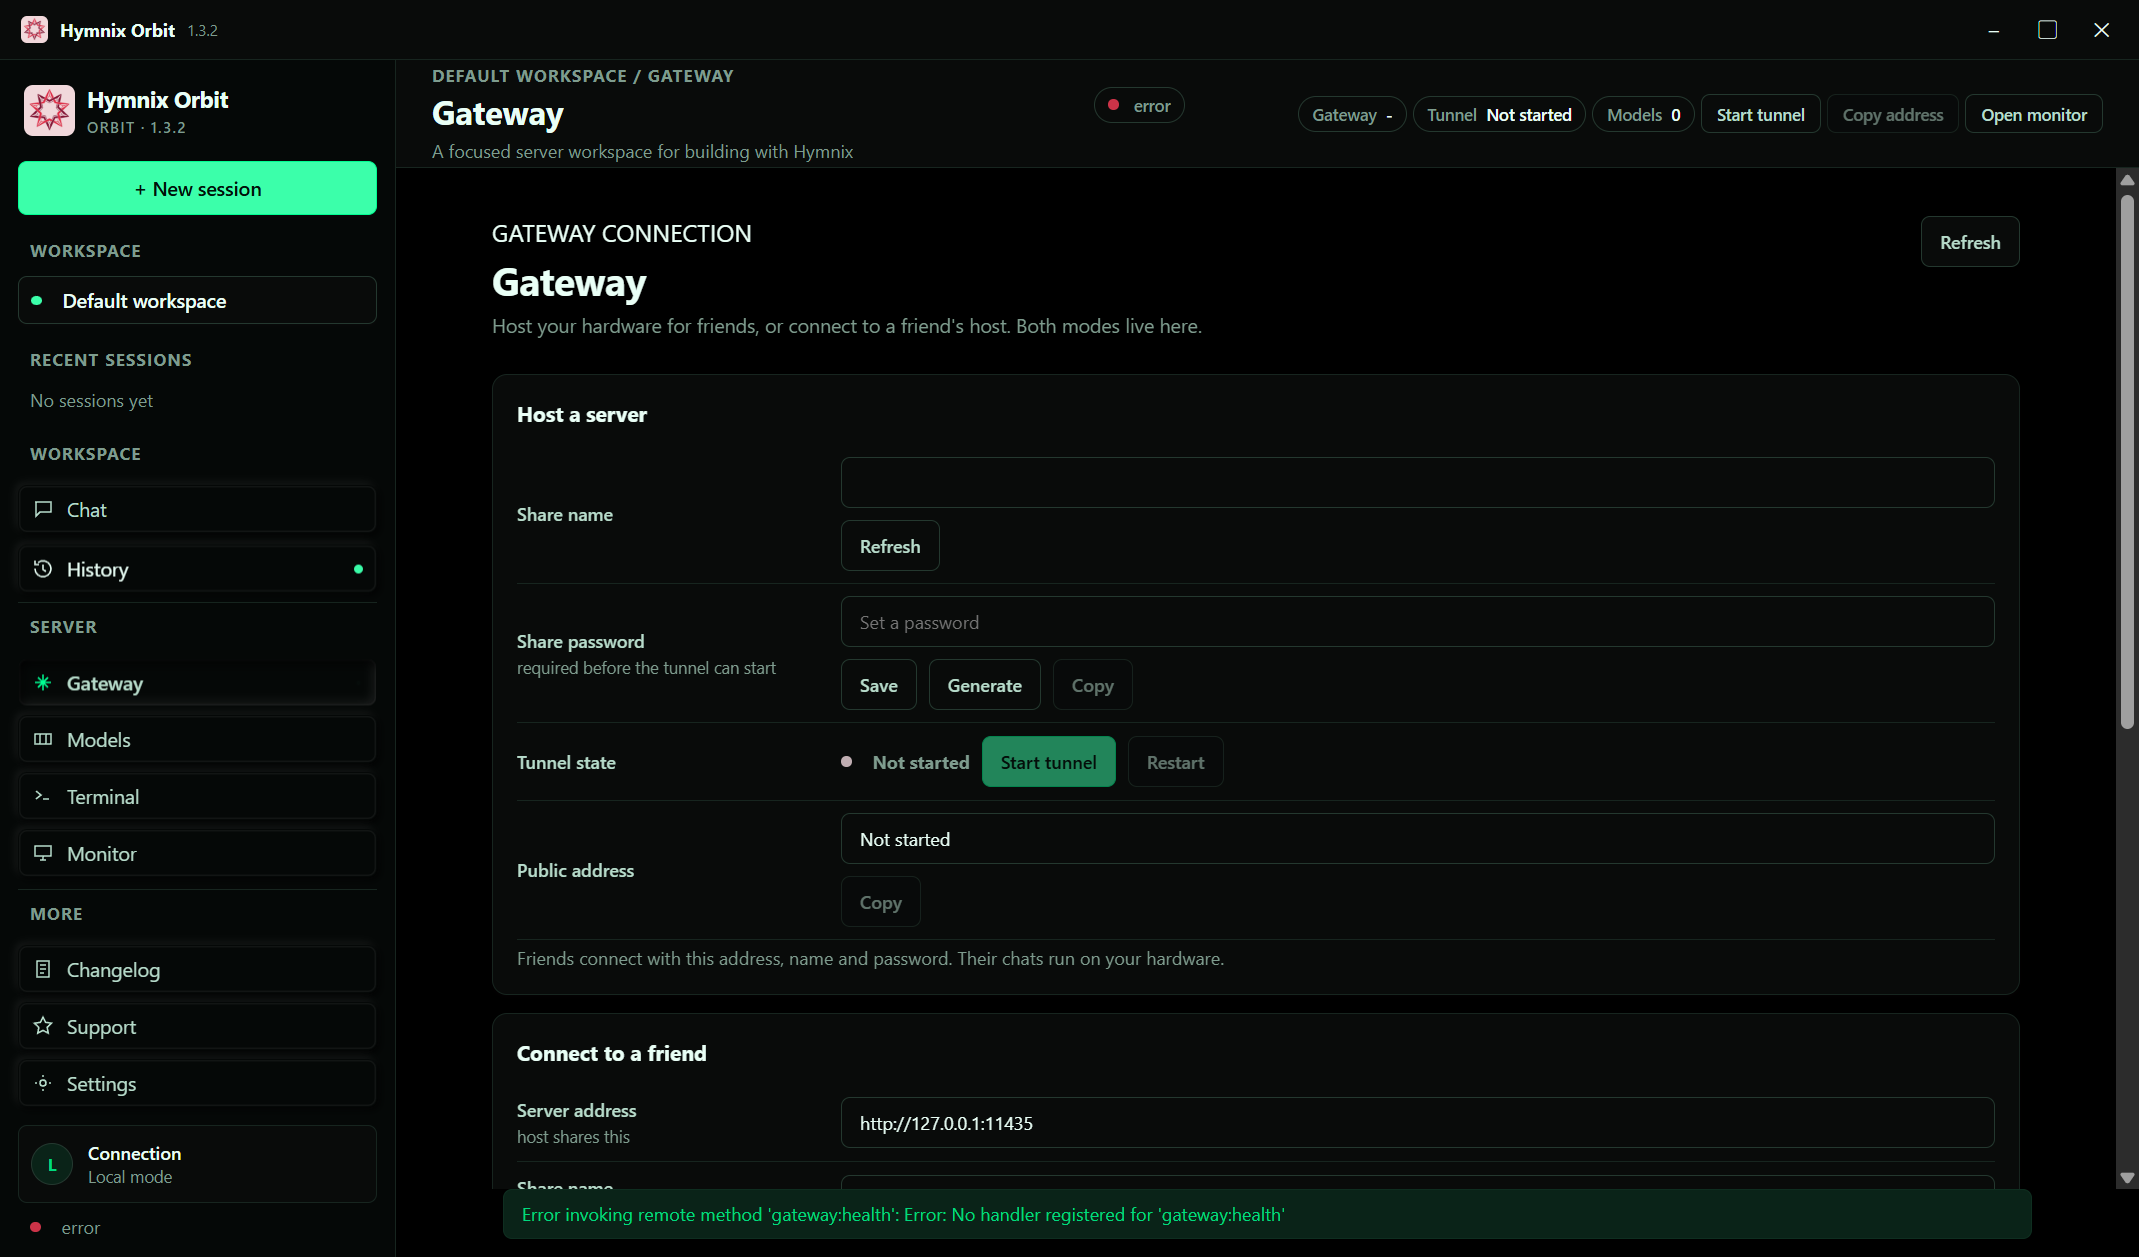 Hymnix Orbit 1.3.2
Hymnix Orbit
ORBIT · 1.3.2
+ New session
WORKSPACE
Default workspace
RECENT SESSIONS
No sessions yet
WORKSPACE
Chat
History
SERVER
Gateway
Models
Terminal
Monitor
MORE
Changelog
Support
Settings
L
Connection
Local mode
error
DEFAULT WORKSPACE / GATEWAY
Gateway
A focused server workspace for building with Hymnix
error
Gateway -
Tunnel Not started
Models 0
Start tunnel
Copy address
Open monitor
GATEWAY CONNECTION
Gateway
Host your hardware for friends, or connect to a friend's host. Both modes live here.
Refresh
Host a server
Share name
Refresh
Share password
required before the tunnel can start
Set a password
Save
Generate
Copy
Tunnel state
Not started
Start tunnel
Restart
Public address
Not started
Copy
Friends connect with this address, name and password. Their chats run on your hardware.
Connect to a friend
Server address
host shares this
http://127.0.0.1:11435
Share name
Error invoking remote method 'gateway:health': Error: No handler registered for 'gateway:health'